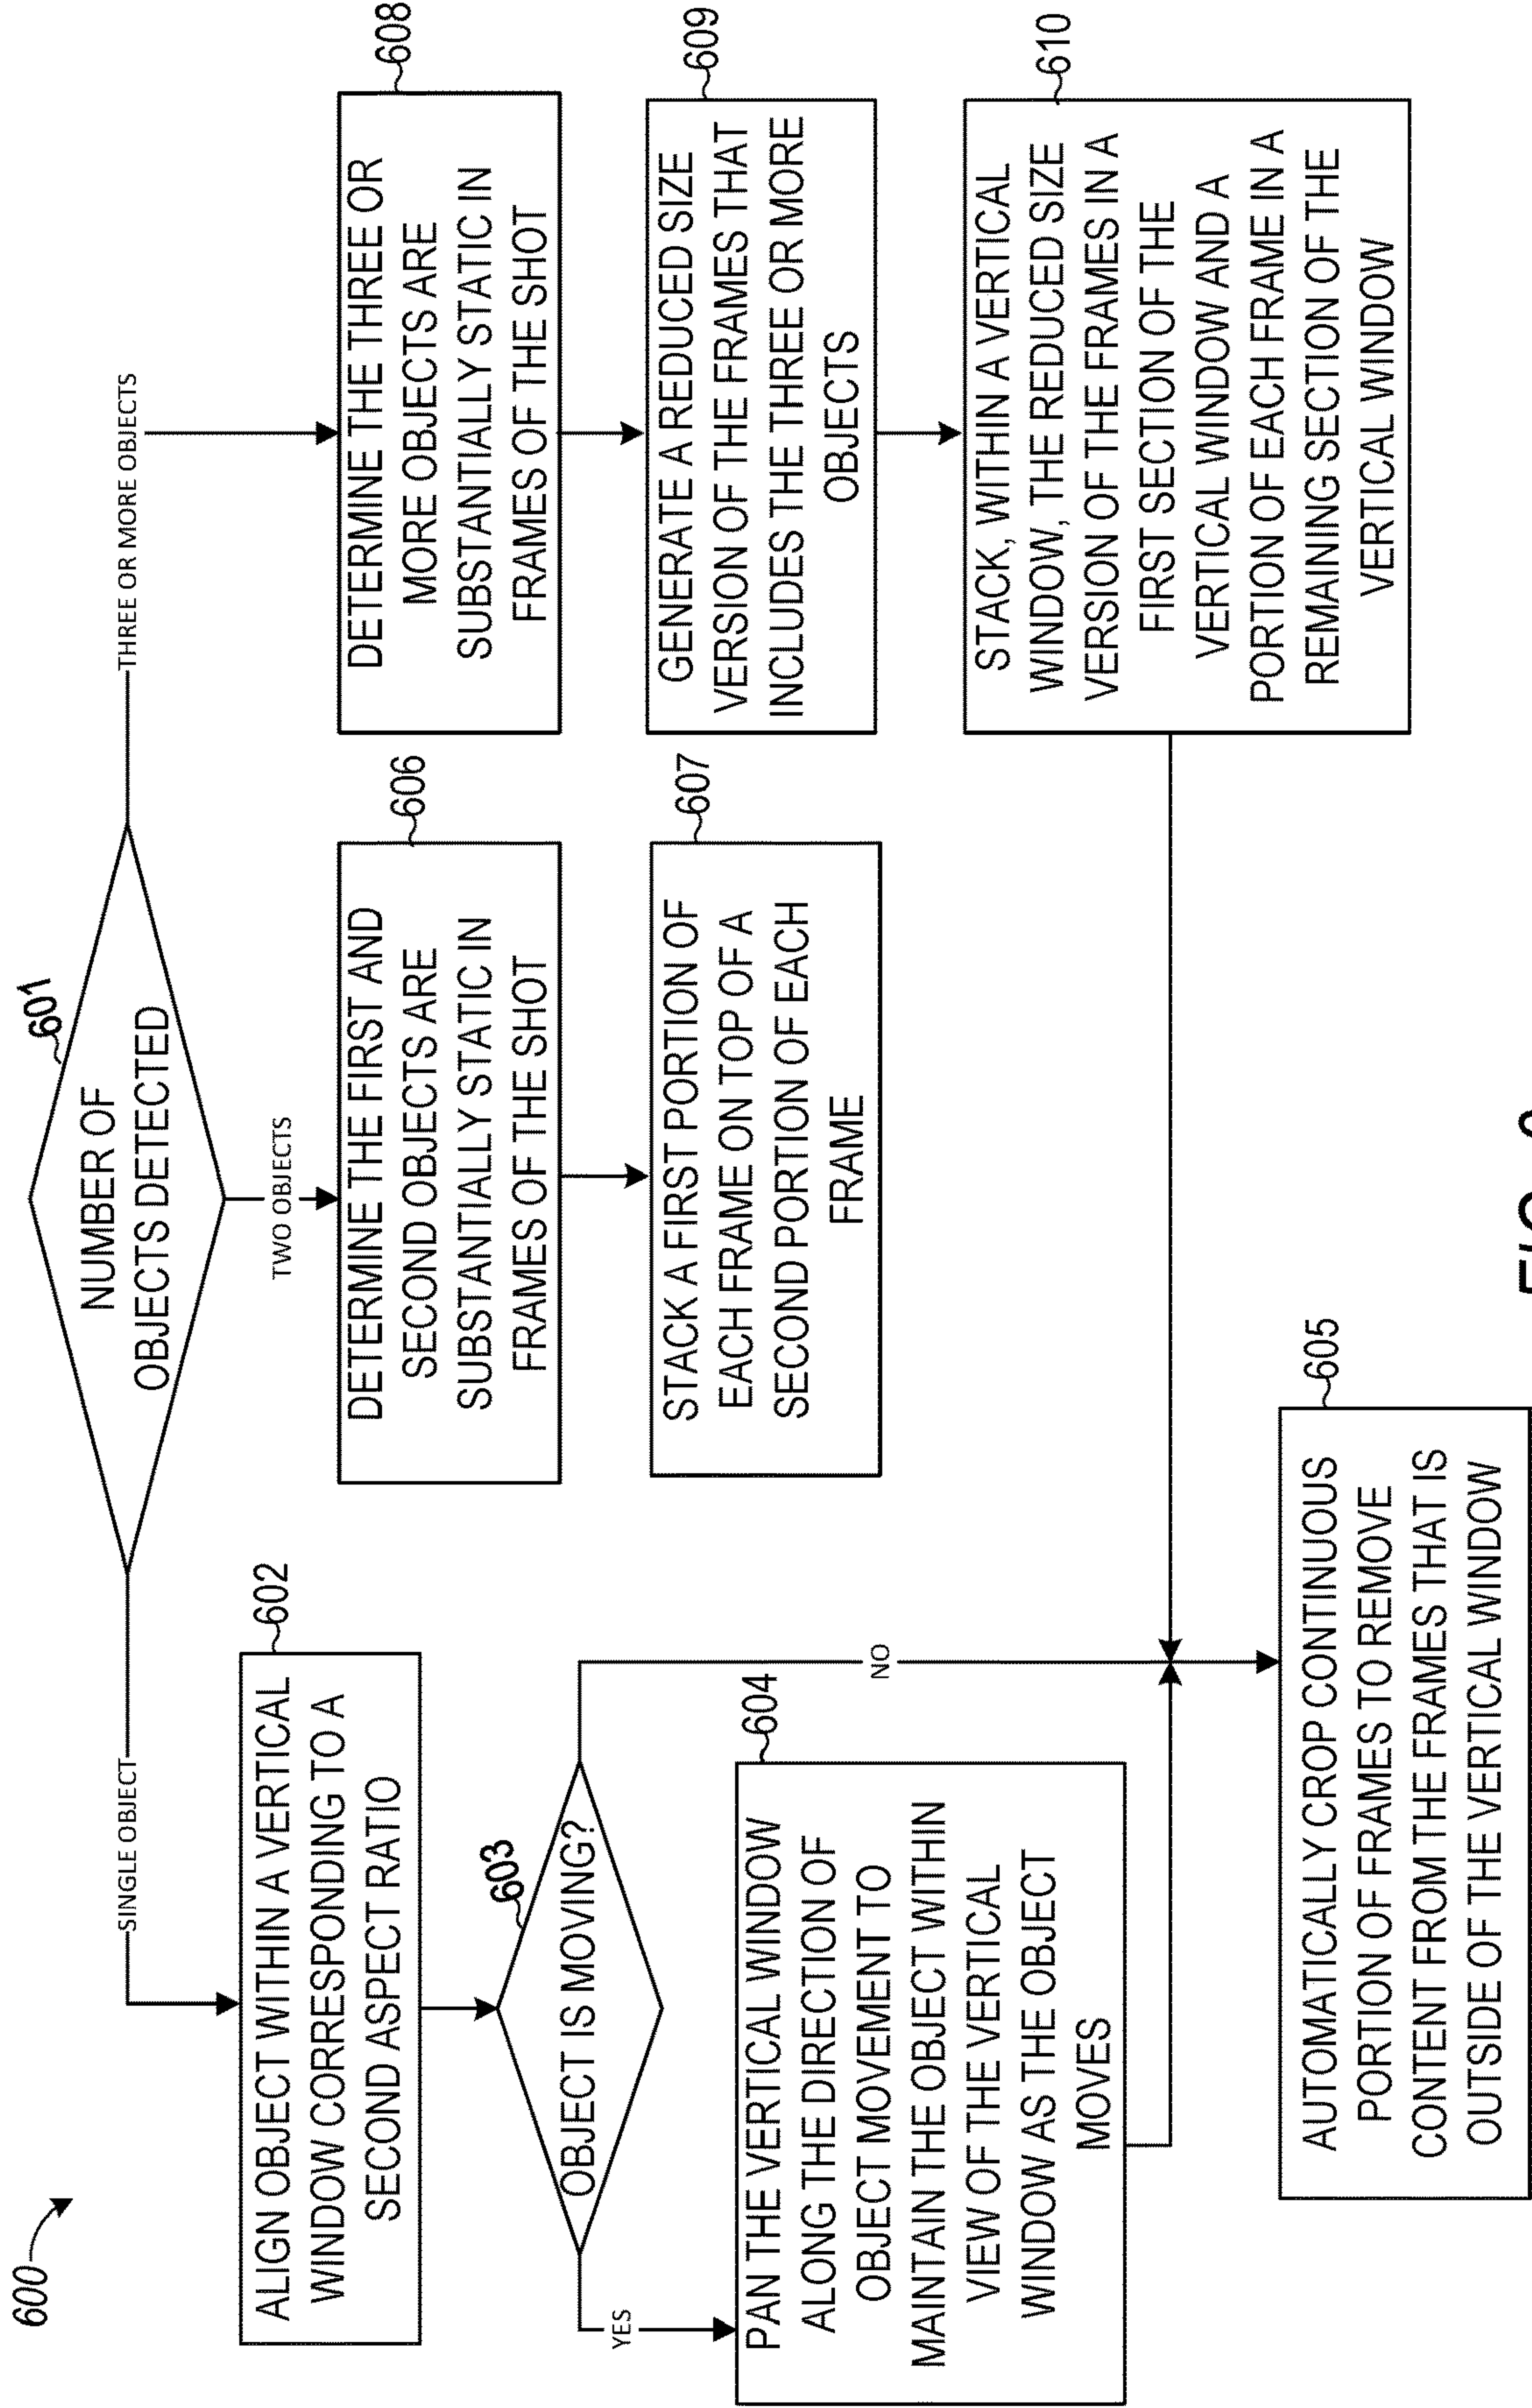 600
601
NUMBER OF
OBJECTS DETECTED
SINGLE OBJECT
TWO OBJECTS
THREE OR MORE OBJECTS
602
ALIGN OBJECT WITHIN A VERTICAL
WINDOW CORRESPONDING TO A
SECOND ASPECT RATIO
603
OBJECT IS MOVING?
YES
NO
604
PAN THE VERTICAL WINDOW
ALONG THE DIRECTION OF
OBJECT MOVEMENT TO
MAINTAIN THE OBJECT WITHIN
VIEW OF THE VERTICAL
WINDOW AS THE OBJECT
MOVES
605
AUTOMATICALLY CROP CONTINUOUS
PORTION OF FRAMES TO REMOVE
CONTENT FROM THE FRAMES THAT IS
OUTSIDE OF THE VERTICAL WINDOW
606
DETERMINE THE FIRST AND
SECOND OBJECTS ARE
SUBSTANTIALLY STATIC IN
FRAMES OF THE SHOT
607
STACK A FIRST PORTION OF
EACH FRAME ON TOP OF A
SECOND PORTION OF EACH
FRAME
608
DETERMINE THE THREE OR
MORE OBJECTS ARE
SUBSTANTIALLY STATIC IN
FRAMES OF THE SHOT
609
GENERATE A REDUCED SIZE
VERSION OF THE FRAMES THAT
INCLUDES THE THREE OR MORE
OBJECTS
610
STACK, WITHIN A VERTICAL
WINDOW, THE REDUCED SIZE
VERSION OF THE FRAMES IN A
FIRST SECTION OF THE
VERTICAL WINDOW AND A
PORTION OF EACH FRAME IN A
REMAINING SECTION OF THE
VERTICAL WINDOW